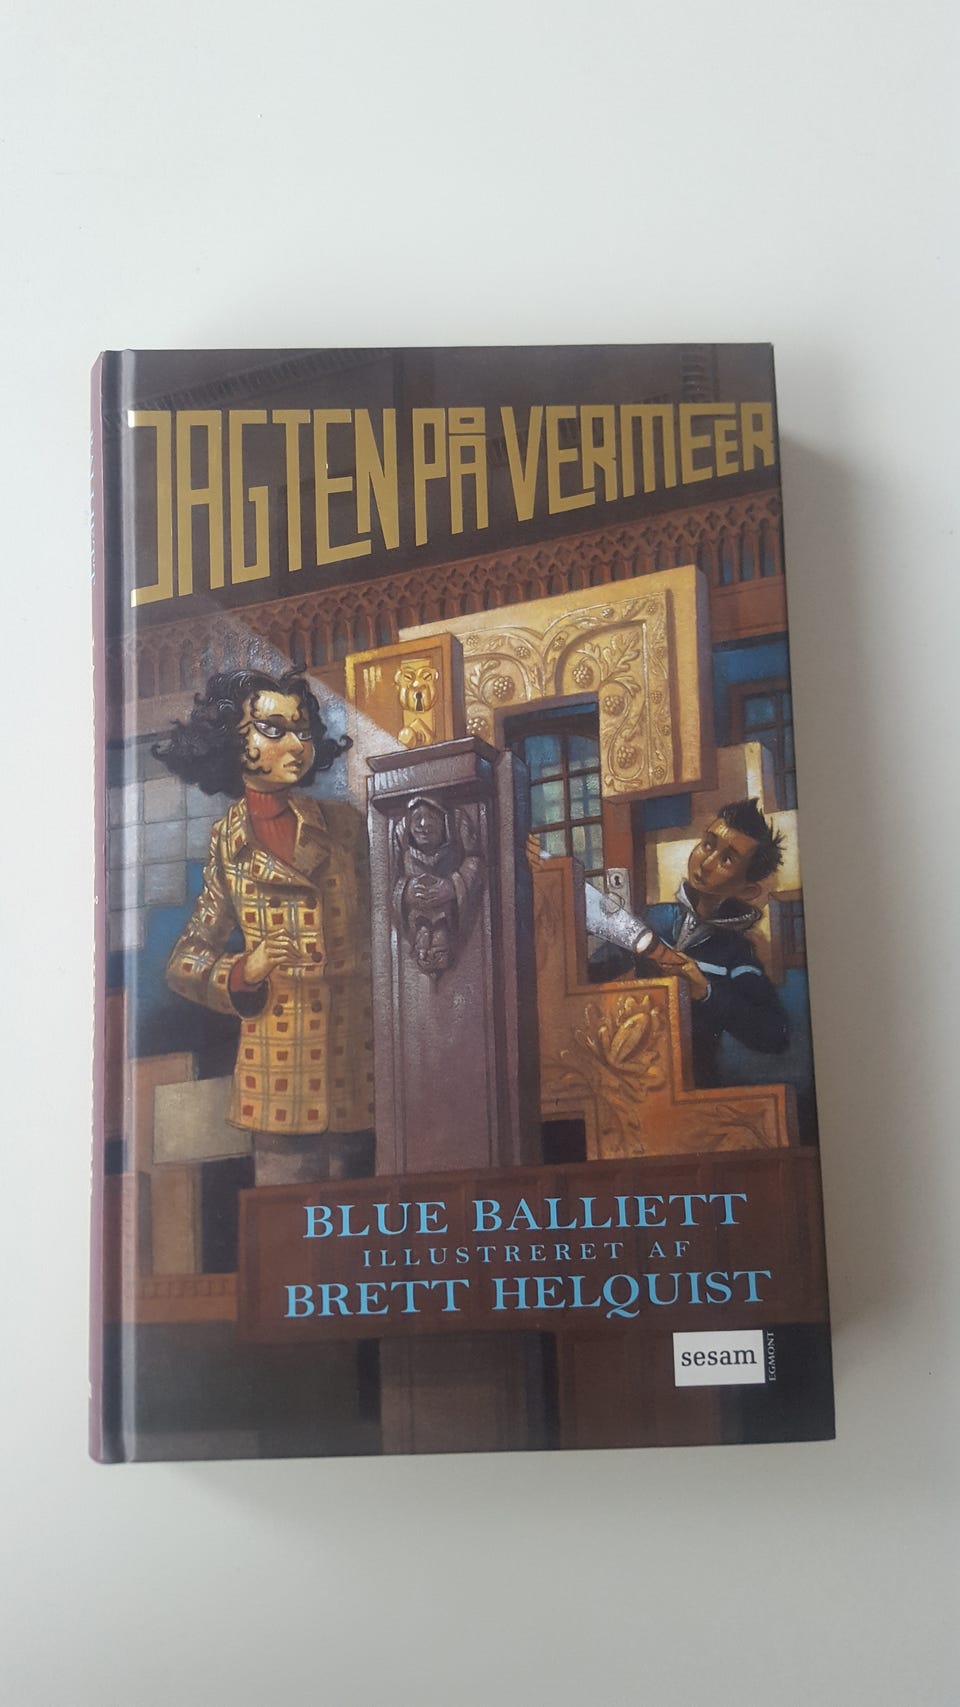 JAGTEN PÅ VERMEER
BLUE BALLIETT
ILLUSTRERET AF
BRETT HELQUIST
sesam
EGMONT